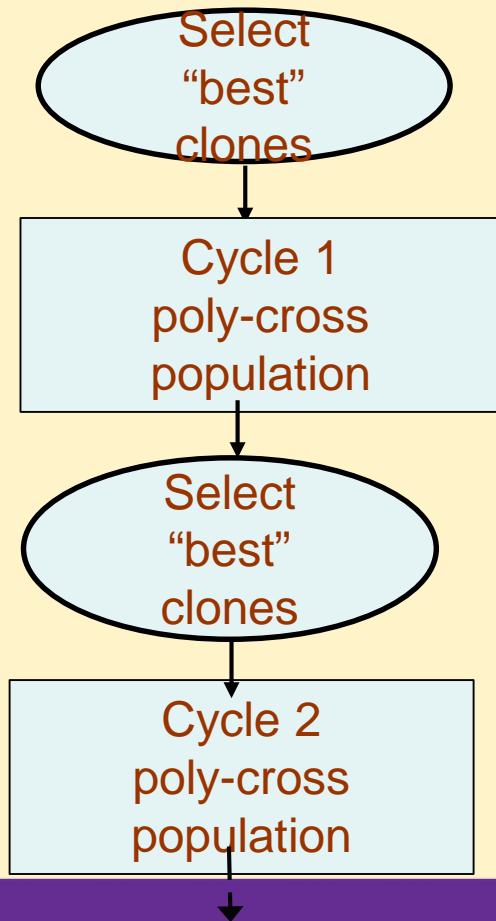 Select
“best”
clones
Cycle 1
poly-cross
population
Select
“best”
clones
Cycle 2
poly-cross
population